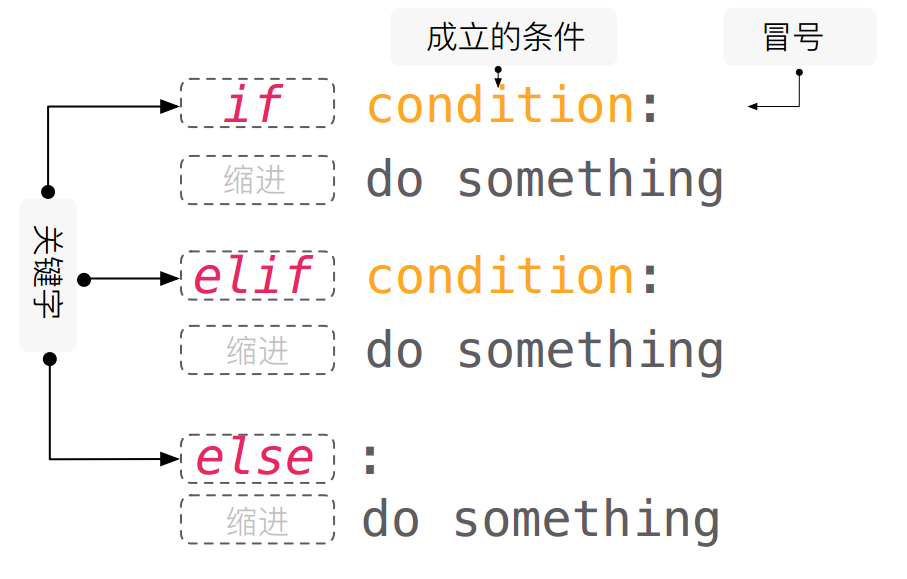 成立的条件
冒号
if condition:
缩进 do something
关键字
elif condition:
缩进 do something
else :
缩进 do something